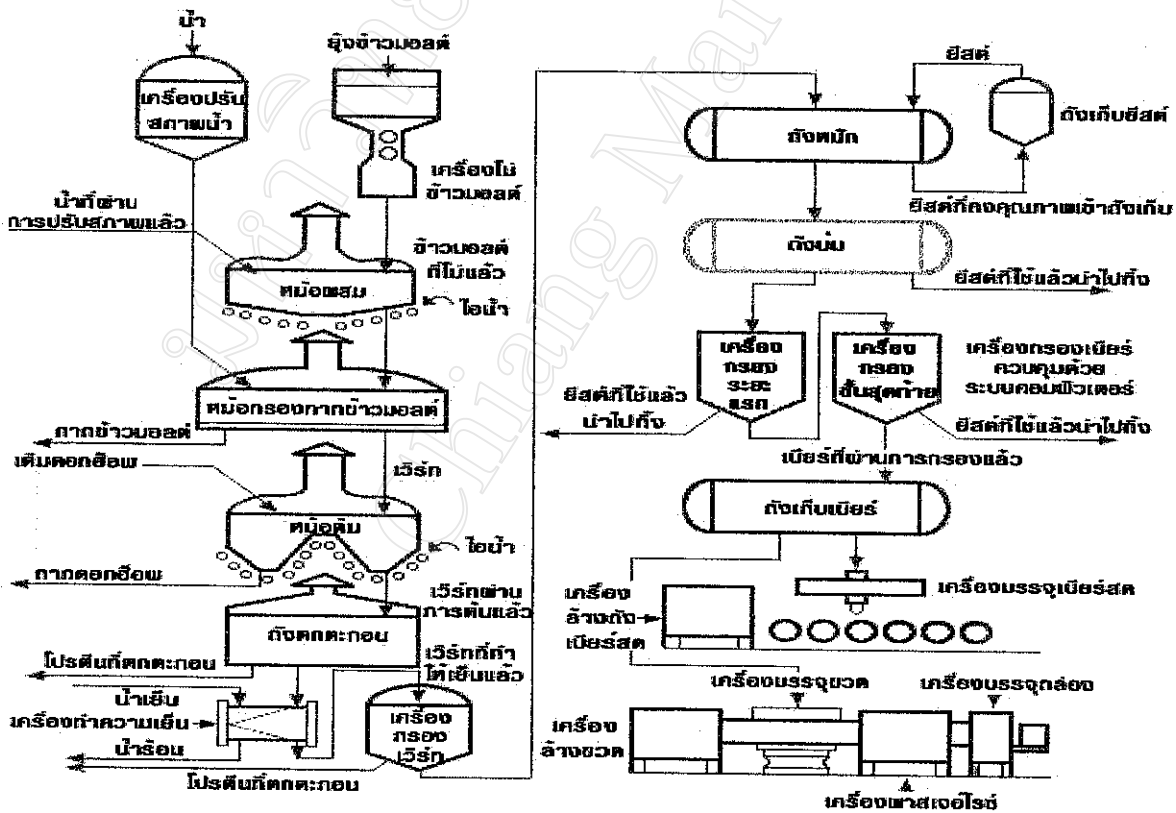 น้ำ
เครื่องปรับ
สภาพน้ำ
ยุ้งข้าวมอลต์
เครื่องโม่
ข้าวมอลต์
น้ำที่ผ่าน
การปรับสภาพแล้ว
ข้าวมอลต์
ที่โม่แล้ว
หม้อผสม
ไอน้ำ
หม้อกรองกากข้าวมอลต์
กากข้าวมอลต์
เวิร์ท
เติมดอกฮ็อพ
หม้อต้ม
ไอน้ำ
กากดอกฮ็อพ
เวิร์ทผ่าน
การต้มแล้ว
ถังตกตะกอน
โปรตีนที่ตกตะกอน
เวิร์ทที่ทำ
ให้เย็นแล้ว
น้ำเย็น
เครื่องทำความเย็น
น้ำร้อน
เครื่อง
กรอง
เวิร์ท
โปรตีนที่ตกตะกอน
ยีสต์
ถังเก็บยีสต์
ถังหมัก
ยีสต์ที่คงคุณภาพเข้าถังเก็บ
ถังบ่ม
ยีสต์ที่ใช้แล้วนำไปทิ้ง
เครื่อง
กรอง
ระยะ
แรก
เครื่อง
กรอง
ขั้นสุดท้าย
เครื่องกรองเบียร์
ควบคุมด้วย
ระบบคอมพิวเตอร์
ยีสต์ที่ใช้แล้ว
นำไปทิ้ง
ยีสต์ที่ใช้แล้วนำไปทิ้ง
เบียร์ที่ผ่านการกรองแล้ว
ถังเก็บเบียร์
เครื่องบรรจุเบียร์สด
เครื่อง
ล้างถัง
เบียร์สด
เครื่องบรรจุขวด
เครื่องบรรจุกล่อง
เครื่อง
ล้างขวด
เครื่องพาสเจอไรซ์
Chiang Mai